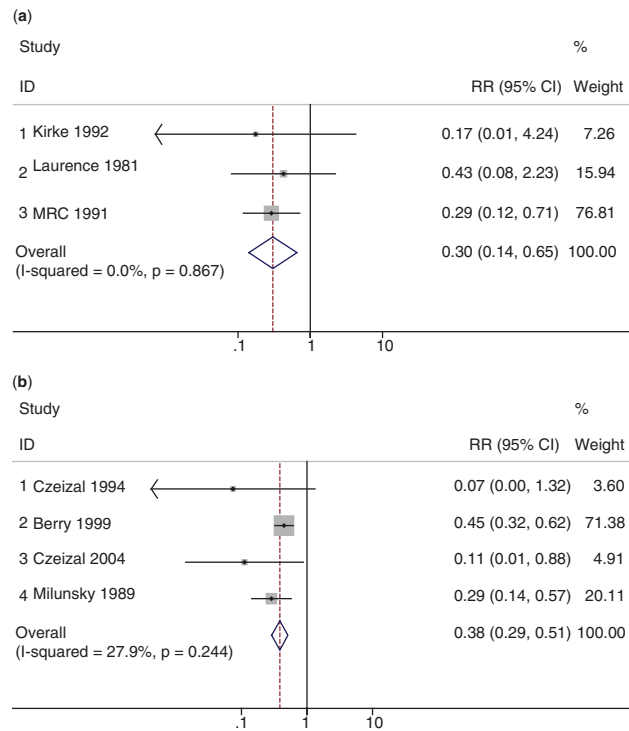 (a)
Study %
ID RR (95% CI) Weight
1 Kirke 1992 0.17 (0.01, 4.24) 7.26
2 Laurence 1981 0.43 (0.08, 2.23) 15.94
3 MRC 1991 0.29 (0.12, 0.71) 76.81
Overall 0.30 (0.14, 0.65) 100.00
(I-squared = 0.0%, p = 0.867)
.1 1 10
(b)
Study %
ID RR (95% CI) Weight
1 Czeizal 1994 0.07 (0.00, 1.32) 3.60
2 Berry 1999 0.45 (0.32, 0.62) 71.38
3 Czeizal 2004 0.11 (0.01, 0.88) 4.91
4 Milunsky 1989 0.29 (0.14, 0.57) 20.11
Overall 0.38 (0.29, 0.51) 100.00
(I-squared = 27.9%, p = 0.244)
.1 1 10